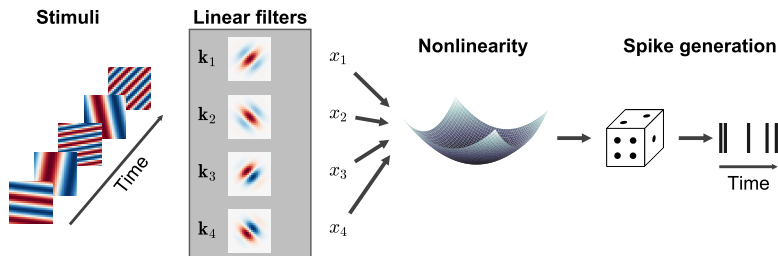 Stimuli
Linear filters
Nonlinearity
Spike generation
k₁
x₁
k₂
x₂
k₃
x₃
k₄
x₄
Time
Time